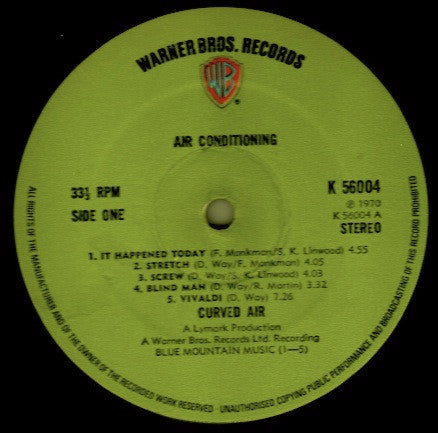 WARNER BROS. RECORDS
WB
AIR CONDITIONING
33⅓ RPM
SIDE ONE
K 56004
℗ 1970
K 56004 A
STEREO
1. IT HAPPENED TODAY (F. Monkman/S. K. Linwood) 4.55
2. STRETCH (D. Way/F. Monkman) 4.05
3. SCREW (D. Way/S. K. Linwood) 4.03
4. BLIND MAN (D. Way/R. Martin) 3.32
5. VIVALDI (D. Way) 7.26
CURVED AIR
A Lymork Production
A Warner Bros. Records Ltd. Recording
BLUE MOUNTAIN MUSIC (1—5)
ALL RIGHTS OF THE MANUFACTURER AND OF THE OWNER OF THE RECORDED WORK RESERVED - UNAUTHORISED COPYING PUBLIC PERFORMANCE AND BROADCASTING OF THIS RECORD PROHIBITED